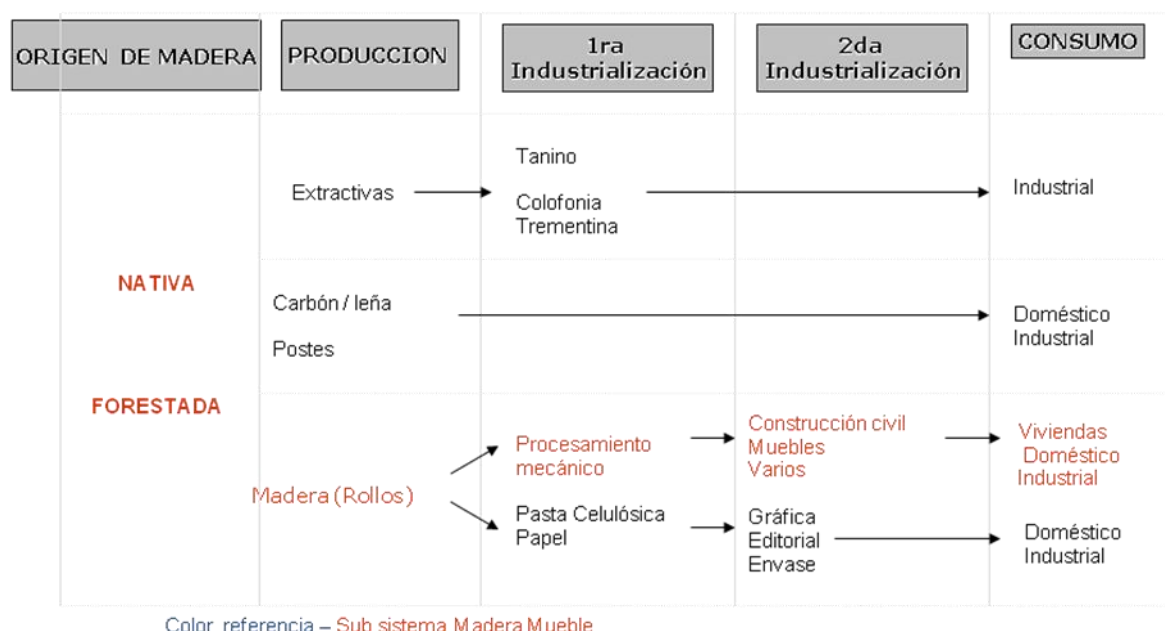 ORIGEN DE MADERA
PRODUCCION
1ra
Industrialización
2da
Industrialización
CONSUMO
Extractivas
Tanino
Colofonia
Trementina
Industrial
NATIVA
Carbón / leña
Postes
Doméstico
Industrial
FORESTADA
Madera (Rollos)
Procesamiento
mecánico
Construcción civil
Muebles
Varios
Viviendas
Doméstico
Industrial
Pasta Celulósica
Papel
Gráfica
Editorial
Envase
Doméstico
Industrial
Color referencia – Sub sistema Madera Mueble